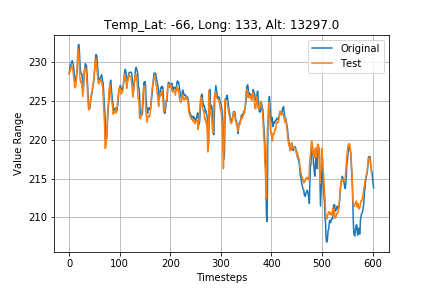 Temp_Lat: -66, Long: 133, Alt: 13297.0
Original
Test
Value Range
230
225
220
215
210
0 100 200 300 400 500 600
Timesteps